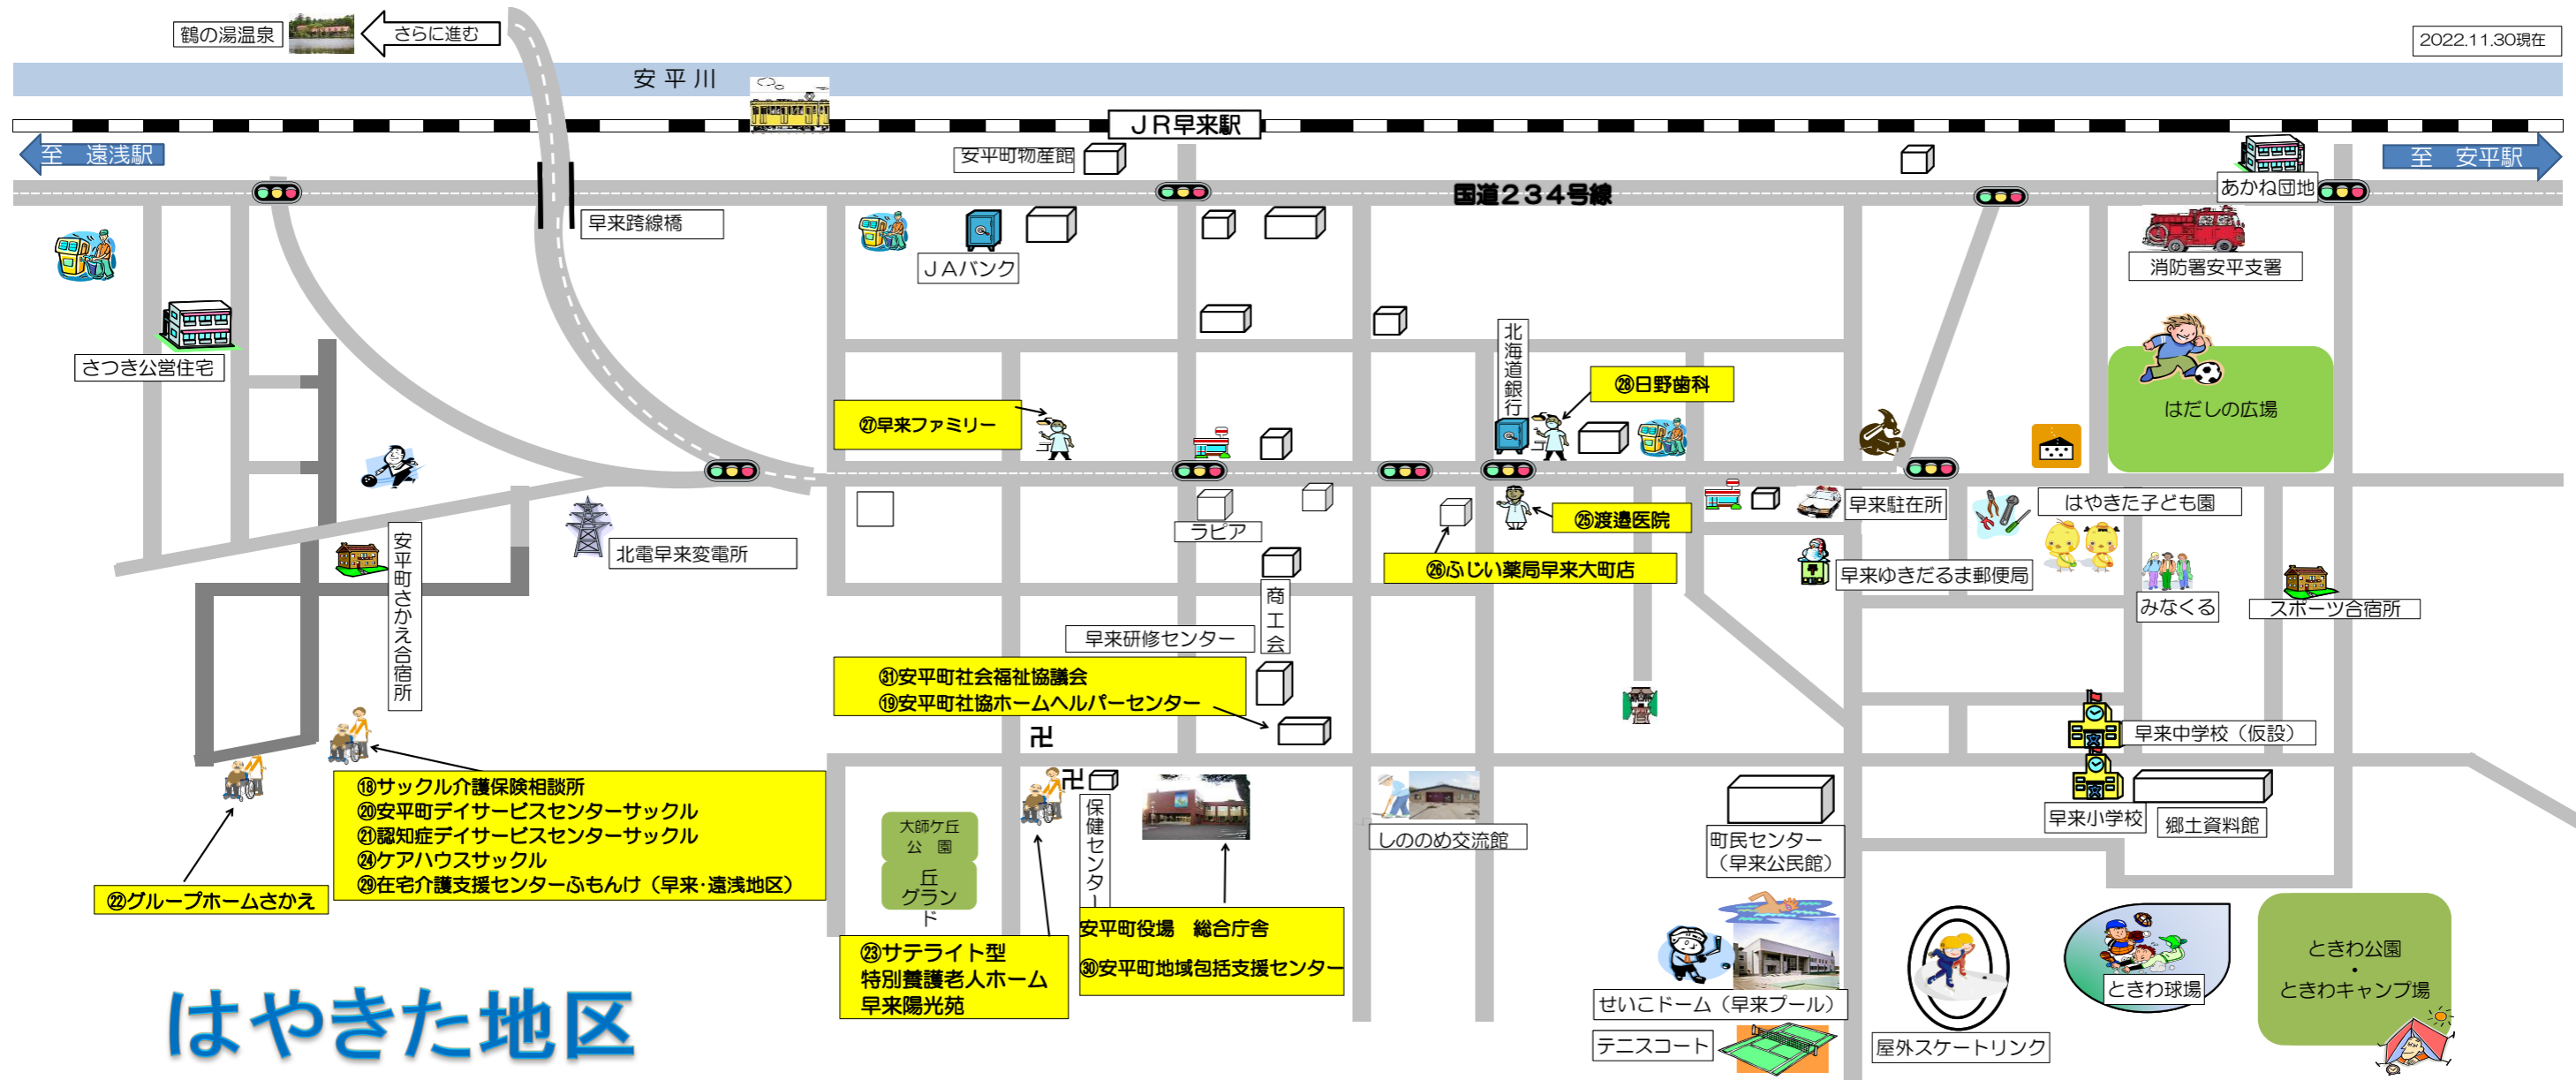 鶴の湯温泉
さらに進む
2022.11.30現在
安平川
JR早来駅
至 遠浅駅
安平町物産館
至 安平駅
国道234号線
あかね団地
早来跨線橋
JAバンク
消防署安平支署
さつき公営住宅
北海道銀行
㉘日野歯科
㉗早来ファミリー
はだしの広場
安平町さかえ合宿所
北電早来変電所
ラピア
㉕渡邉医院
早来駐在所
はやきた子ども園
㉖ふじい薬局早来大町店
早来ゆきだるま郵便局
みなくる
スポーツ合宿所
商工会
早来研修センター
㉛安平町社会福祉協議会
⑲安平町社協ホームヘルパーセンター
卍
卍
早来中学校（仮設）
⑱サックル介護保険相談所
⑳安平町デイサービスセンターサックル
㉑認知症デイサービスセンターサックル
㉔ケアハウスサックル
㉙在宅介護支援センターふもんけ（早来・遠浅地区）
㉒グループホームさかえ
大師ケ丘
公 園
丘
グラン
ド
保健センター
しののめ交流館
町民センター
（早来公民館）
早来小学校
郷土資料館
㉓サテライト型
特別養護老人ホーム
早来陽光苑
安平町役場 総合庁舎
㉚安平町地域包括支援センター
せいこドーム（早来プール）
テニスコート
屋外スケートリンク
ときわ球場
ときわ公園
・
ときわキャンプ場
はやきた地区